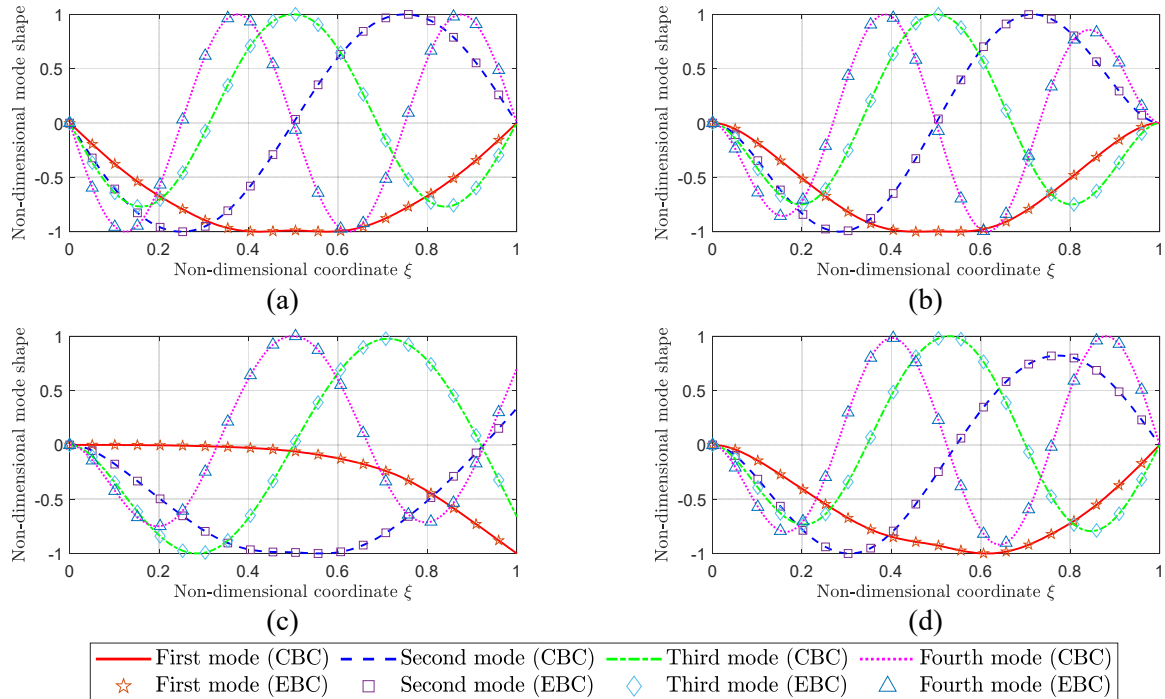 Non-dimensional mode shape
1
0.5
0
-0.5
-1
0 0.2 0.4 0.6 0.8 1
Non-dimensional coordinate ξ
(a)
Non-dimensional mode shape
1
0.5
0
-0.5
-1
0 0.2 0.4 0.6 0.8 1
Non-dimensional coordinate ξ
(b)
Non-dimensional mode shape
1
0.5
0
-0.5
-1
0 0.2 0.4 0.6 0.8 1
Non-dimensional coordinate ξ
(c)
Non-dimensional mode shape
1
0.5
0
-0.5
-1
0 0.2 0.4 0.6 0.8 1
Non-dimensional coordinate ξ
(d)
First mode (CBC) Second mode (CBC) Third mode (CBC) Fourth mode (CBC)
First mode (EBC) Second mode (EBC) Third mode (EBC) Fourth mode (EBC)